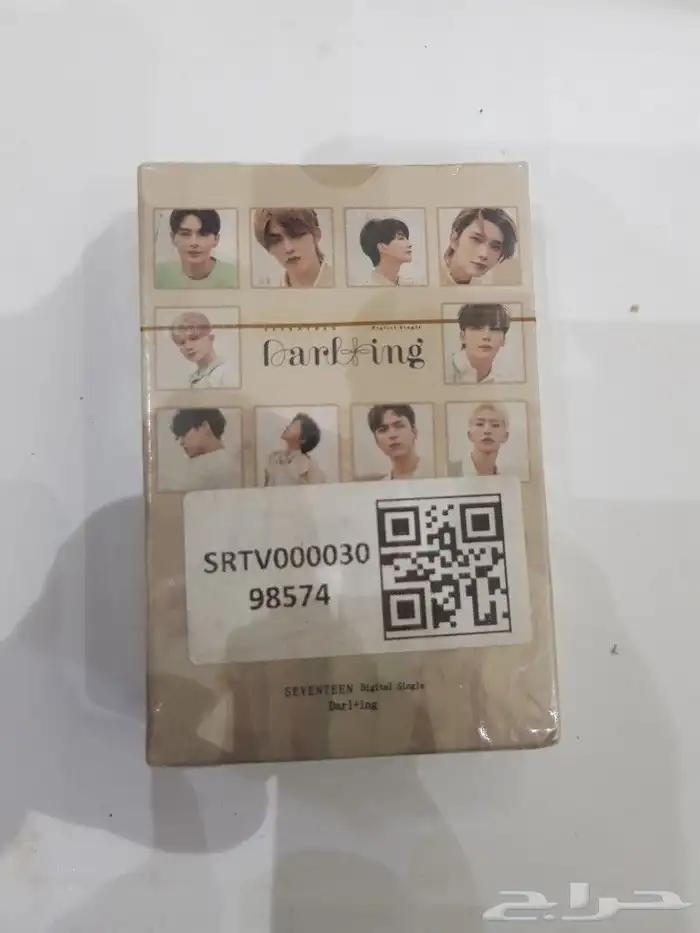 SEVENTEEN Digital Single
Darl+ing
SRTV000030
98574
SEVENTEEN Digital Single
Darl+ing
حراج